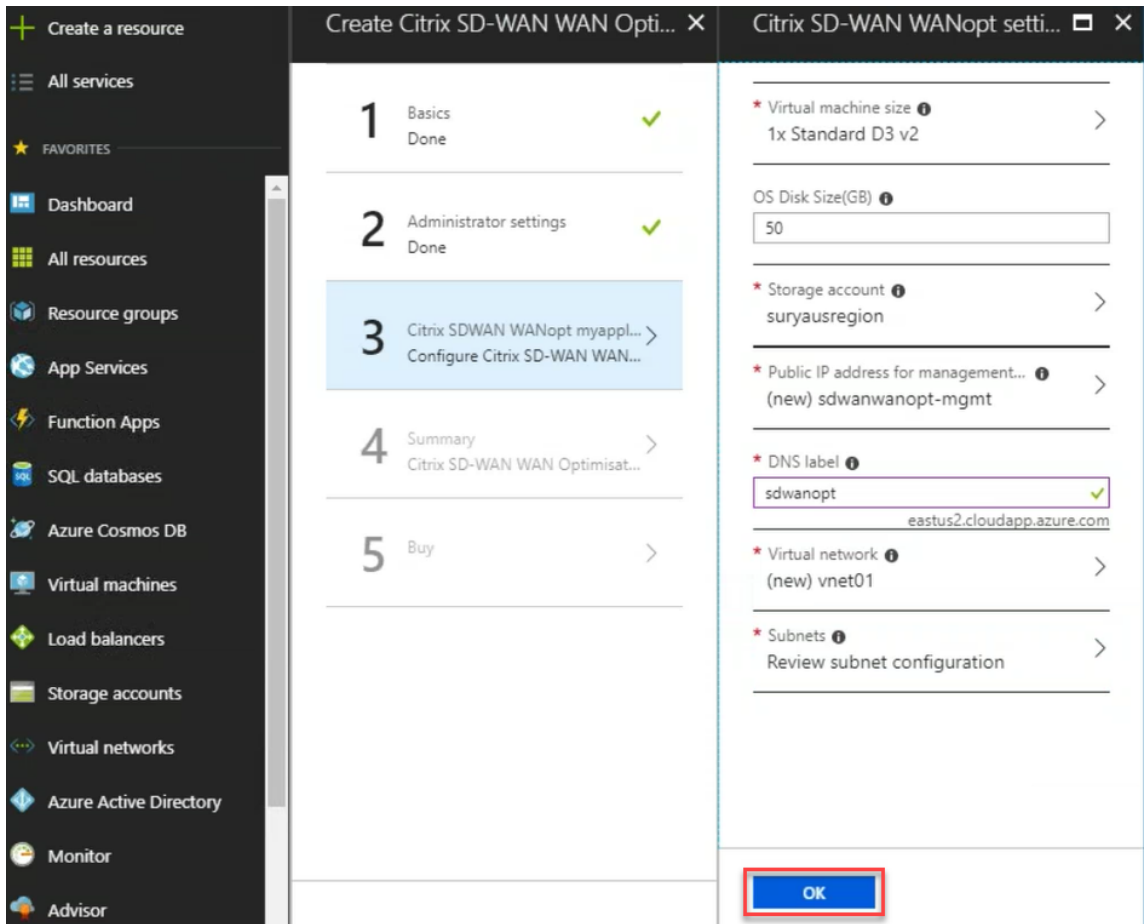 Create a resource
All services
FAVORITES
Dashboard
All resources
Resource groups
App Services
Function Apps
SQL databases
Azure Cosmos DB
Virtual machines
Load balancers
Storage accounts
Virtual networks
Azure Active Directory
Monitor
Advisor
Create Citrix SD-WAN WAN Opti...
1
Basics
Done
2
Administrator settings
Done
3
Citrix SDWAN WANopt myappl...
Configure Citrix SD-WAN WAN...
4
Summary
Citrix SD-WAN WAN Optimisat...
5
Buy
Citrix SD-WAN WANopt setti...
* Virtual machine size
1x Standard D3 v2
OS Disk Size(GB)
50
* Storage account
suryausregion
* Public IP address for management...
(new) sdwanwanopt-mgmt
* DNS label
sdwanopt
eastus2.cloudapp.azure.com
* Virtual network
(new) vnet01
* Subnets
Review subnet configuration
OK